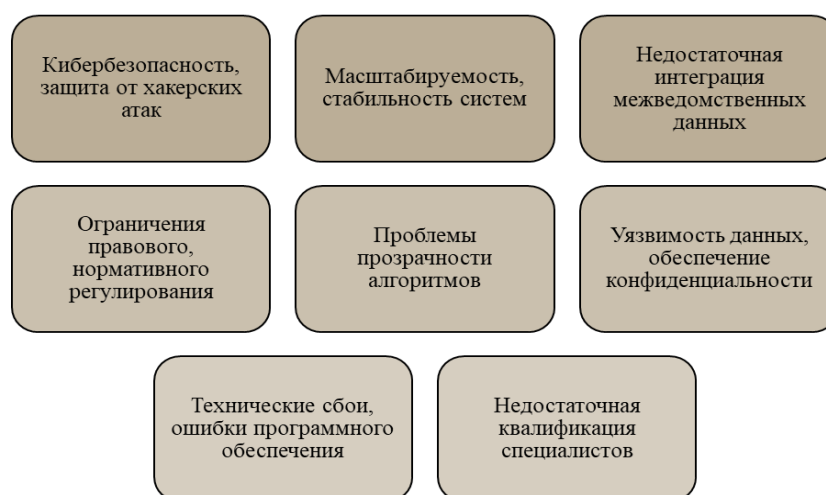 Кибербезопасность,
защита от хакерских
атак
Масштабируемость,
стабильность систем
Недостаточная
интеграция
межведомственных
данных
Ограничения
правового,
нормативного
регулирования
Проблемы
прозрачности
алгоритмов
Уязвимость данных,
обеспечение
конфиденциальности
Технические сбои,
ошибки программного
обеспечения
Недостаточная
квалификация
специалистов